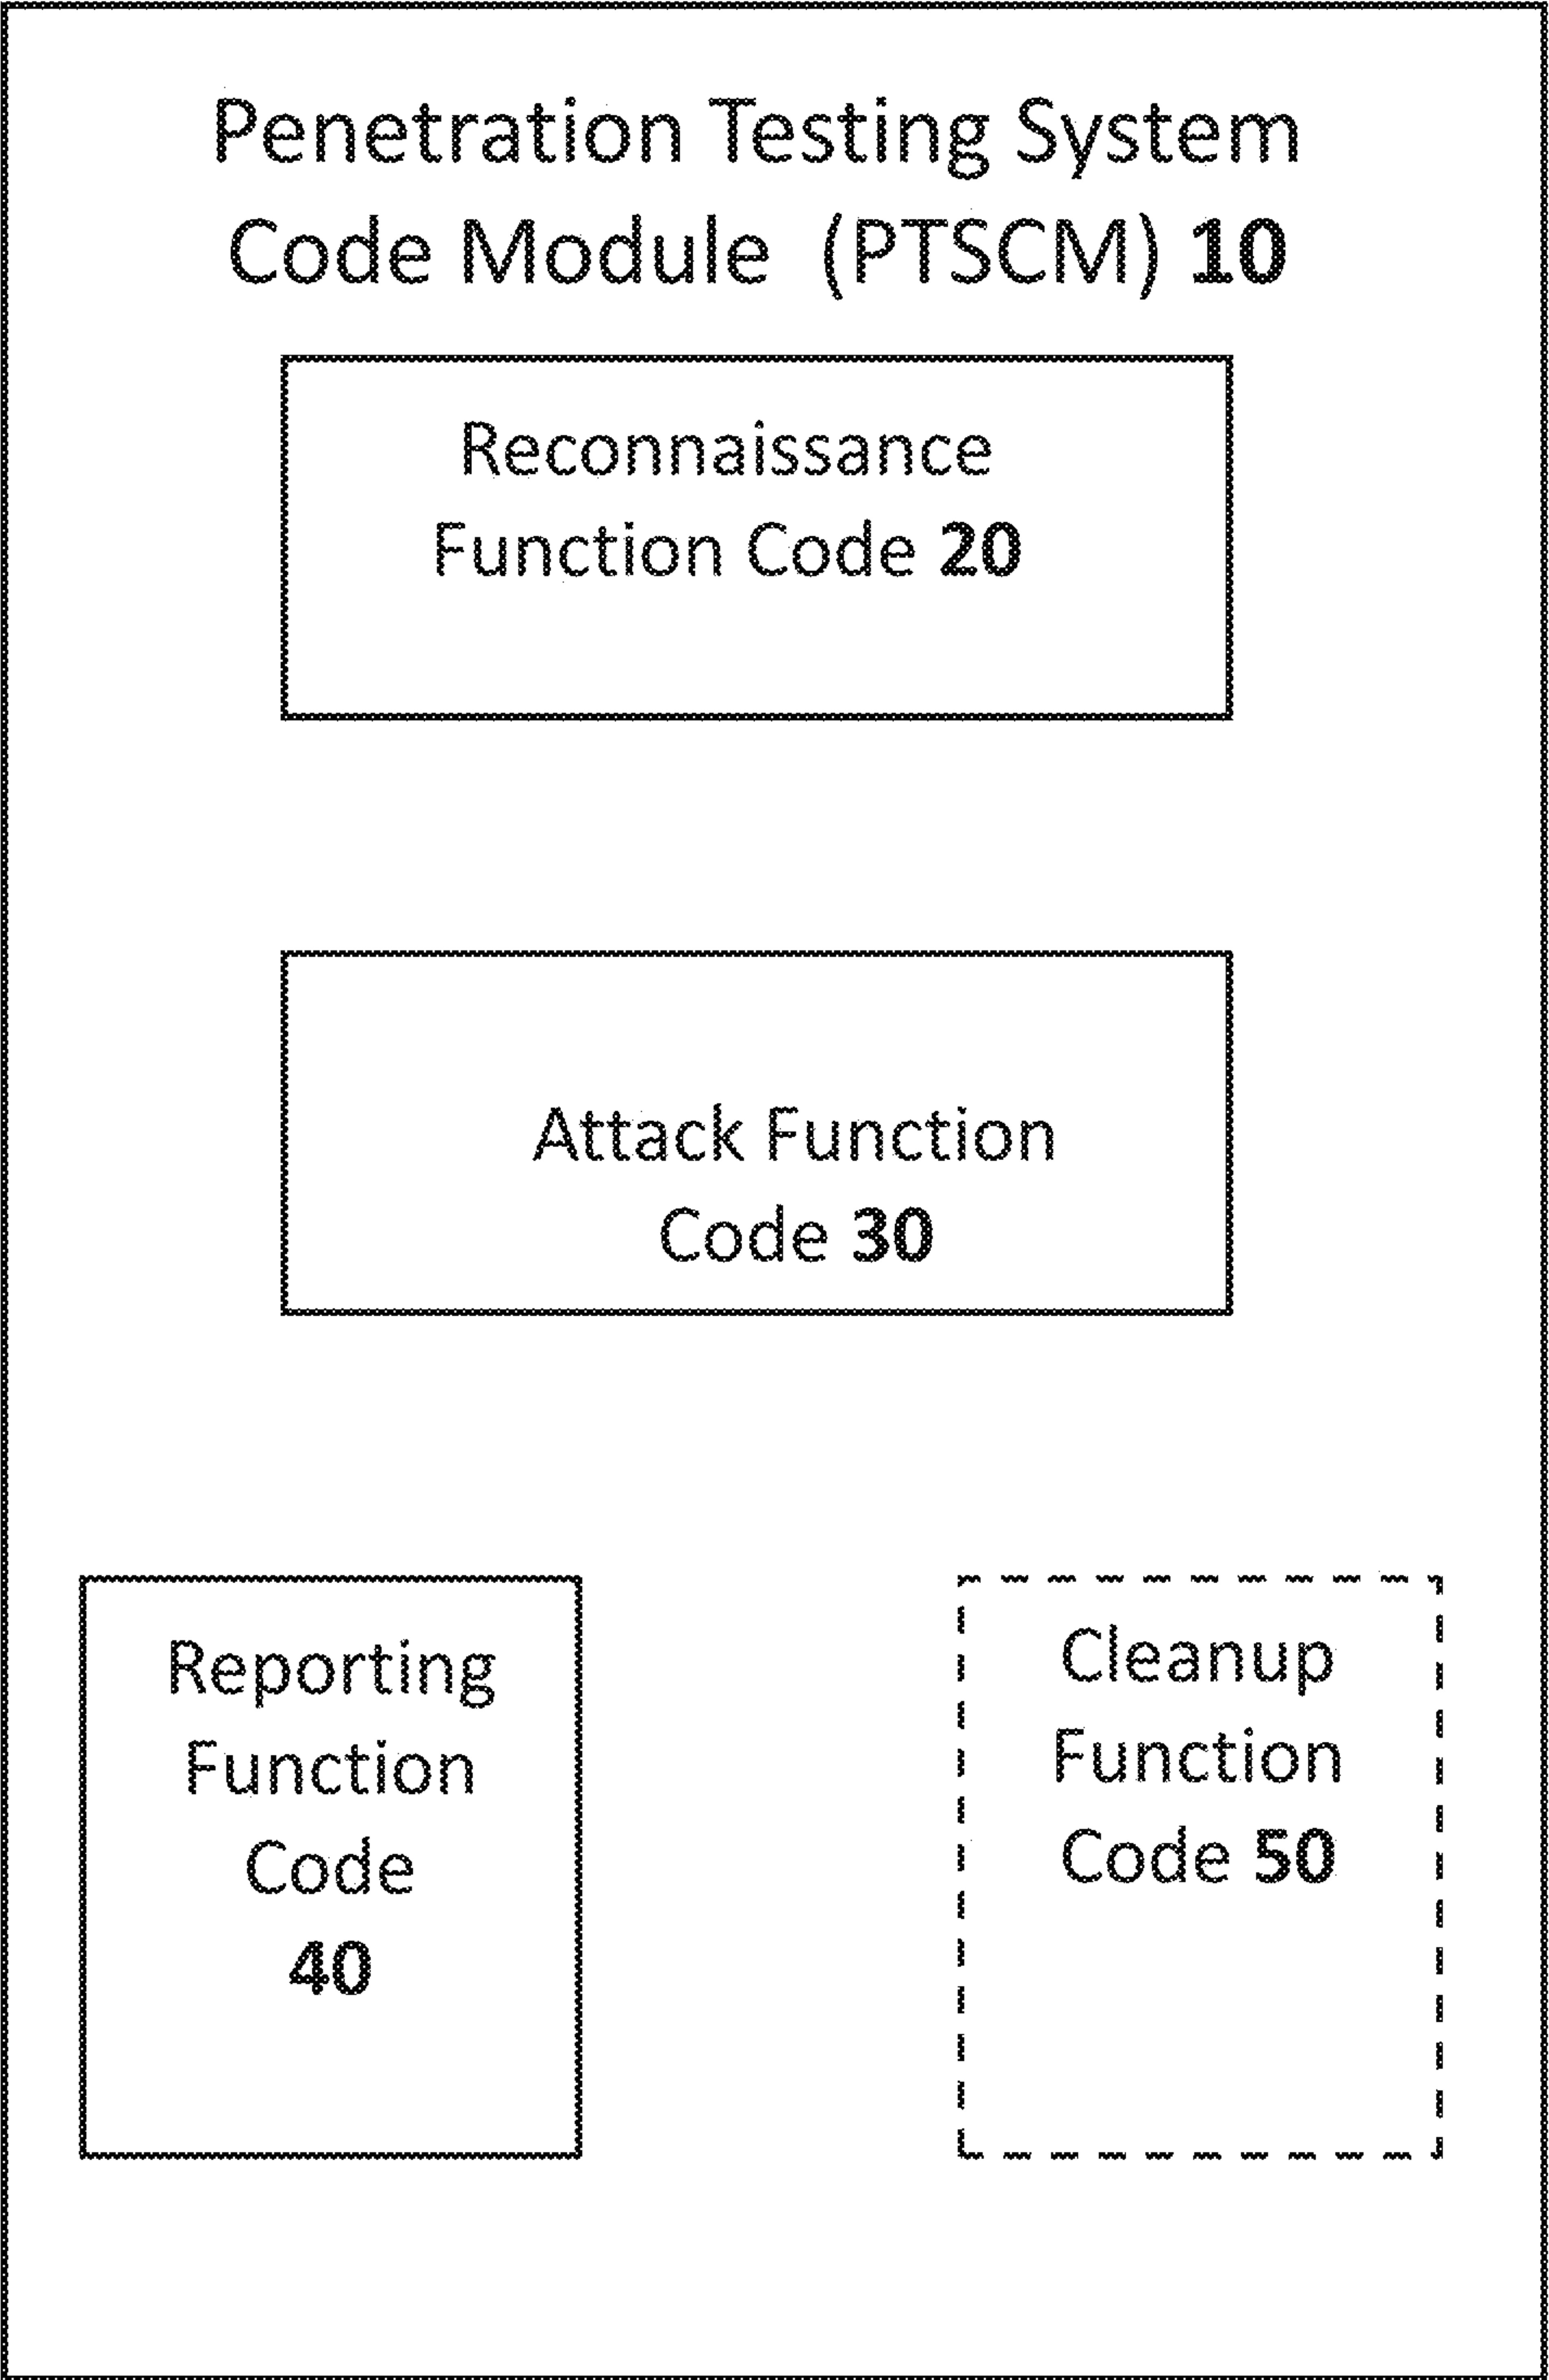 Penetration Testing System
Code Module (PTSCM) 10
Reconnaissance
Function Code 20
Attack Function
Code 30
Reporting
Function
Code
40
Cleanup
Function
Code 50